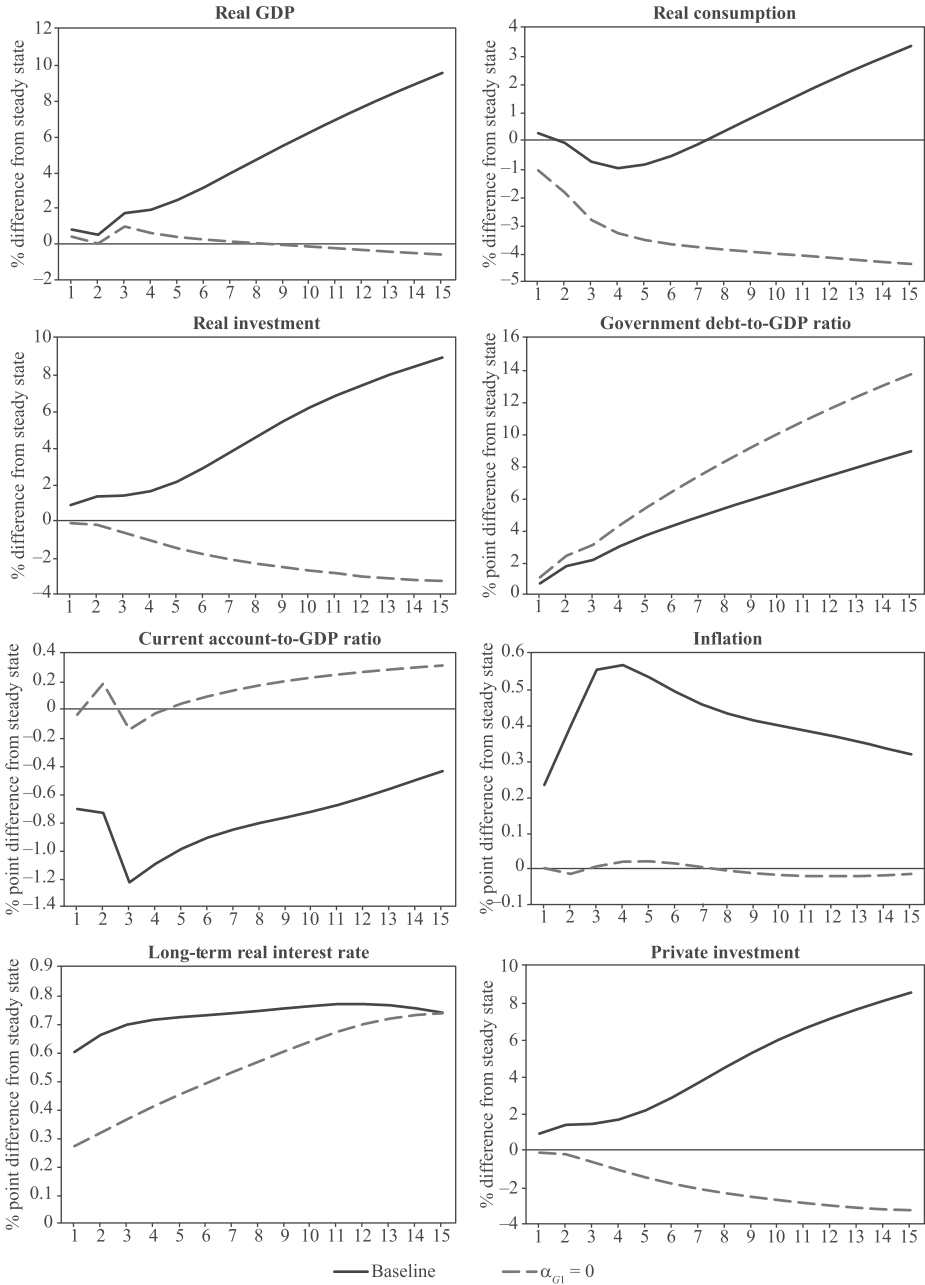 Real GDP
% difference from steady state
12
10
8
6
4
2
0
−2
1 2 3 4 5 6 7 8 9 10 11 12 13 14 15
Real consumption
% difference from steady state
4
3
2
1
0
−1
−2
−3
−4
−5
1 2 3 4 5 6 7 8 9 10 11 12 13 14 15
Real investment
% difference from steady state
10
8
6
4
2
0
−2
−4
1 2 3 4 5 6 7 8 9 10 11 12 13 14 15
Government debt-to-GDP ratio
% point difference from steady state
16
14
12
10
8
6
4
2
0
1 2 3 4 5 6 7 8 9 10 11 12 13 14 15
Current account-to-GDP ratio
% point difference from steady state
0.4
0.2
0
−0.2
−0.4
−0.6
−0.8
−1.0
−1.2
−1.4
1 2 3 4 5 6 7 8 9 10 11 12 13 14 15
Inflation
% point difference from steady state
0.6
0.5
0.4
0.3
0.2
0.1
0
−0.1
1 2 3 4 5 6 7 8 9 10 11 12 13 14 15
Long-term real interest rate
% point difference from steady state
0.9
0.8
0.7
0.6
0.5
0.4
0.3
0.2
0.1
0
1 2 3 4 5 6 7 8 9 10 11 12 13 14 15
Private investment
% difference from steady state
10
8
6
4
2
0
−2
−4
1 2 3 4 5 6 7 8 9 10 11 12 13 14 15
Baseline
α_G1 = 0